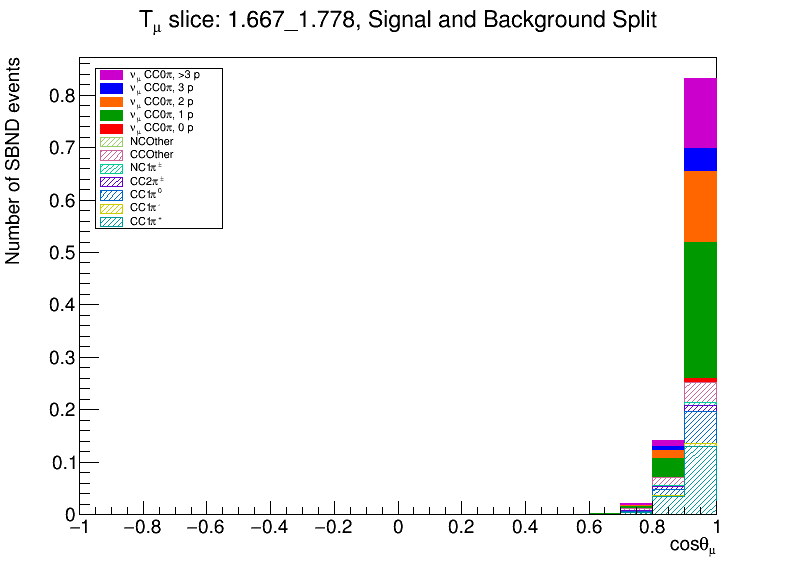 Tμ slice: 1.667_1.778, Signal and Background Split
Number of SBND events
0.8
0.7
0.6
0.5
0.4
0.3
0.2
0.1
0
νμ CC0π, >3 p
νμ CC0π, 3 p
νμ CC0π, 2 p
νμ CC0π, 1 p
νμ CC0π, 0 p
NCOther
CCOther
NC1π±
CC2π±
CC1π⁰
CC1π⁻
CC1π⁺
−1 −0.8 −0.6 −0.4 −0.2 0 0.2 0.4 0.6 0.8 1
cosθμ